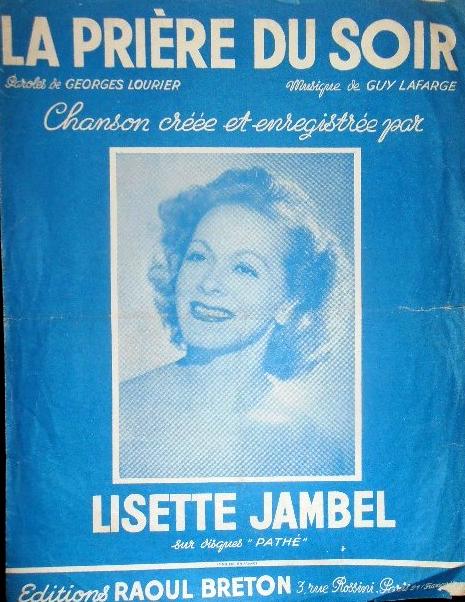 LA PRIÈRE DU SOIR
Paroles de GEORGES LOURIER Musique de GUY LAFARGE
Chanson créée et enregistrée par
LISETTE JAMBEL
sur disques "PATHÉ"
Editions RAOUL BRETON 3, rue Rossini, Paris